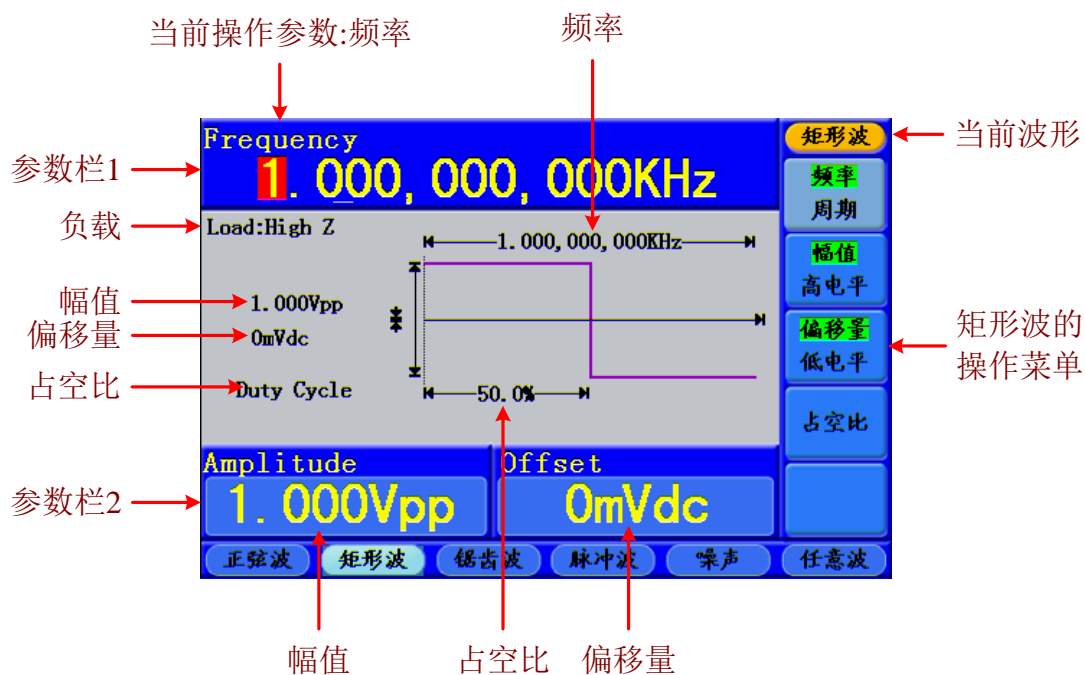 当前操作参数:频率
频率
Frequency
矩形波
当前波形
参数栏1
1.000,000,000KHz
频率
周期
负载
Load:High Z
1.000,000,000KHz
幅值
高电平
幅值
1.000Vpp
偏移量
0mVdc
偏移量
低电平
矩形波的
操作菜单
占空比
Duty Cycle
50.0%
占空比
Amplitude
Offset
参数栏2
1.000Vpp
0mVdc
正弦波
矩形波
锯齿波
脉冲波
噪声
任意波
幅值
占空比
偏移量